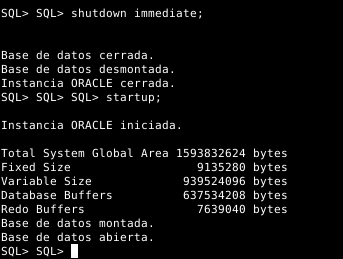 SQL> SQL> shutdown immediate;
Base de datos cerrada.
Base de datos desmontada.
Instancia ORACLE cerrada.
SQL> SQL> SQL> startup;
Instancia ORACLE iniciada.
Total System Global Area 1593832624 bytes
Fixed Size 9135280 bytes
Variable Size 939524096 bytes
Database Buffers 637534208 bytes
Redo Buffers 7639040 bytes
Base de datos montada.
Base de datos abierta.
SQL> SQL>